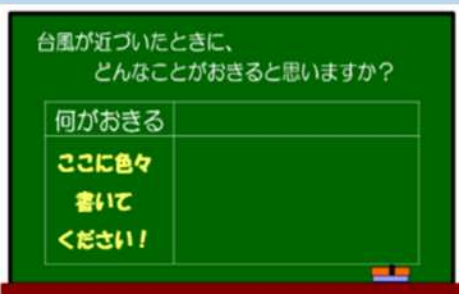 台風が近づいたときに、
どんなことがおきると思いますか？
何がおきる
ここに色々
書いて
ください！